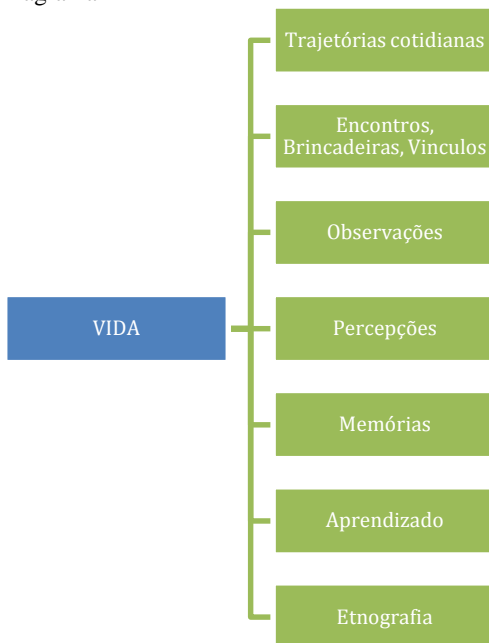 Trajetórias cotidianas
Encontros,
Brincadeiras, Vinculos
Observações
VIDA
Percepções
Memórias
Aprendizado
Etnografia